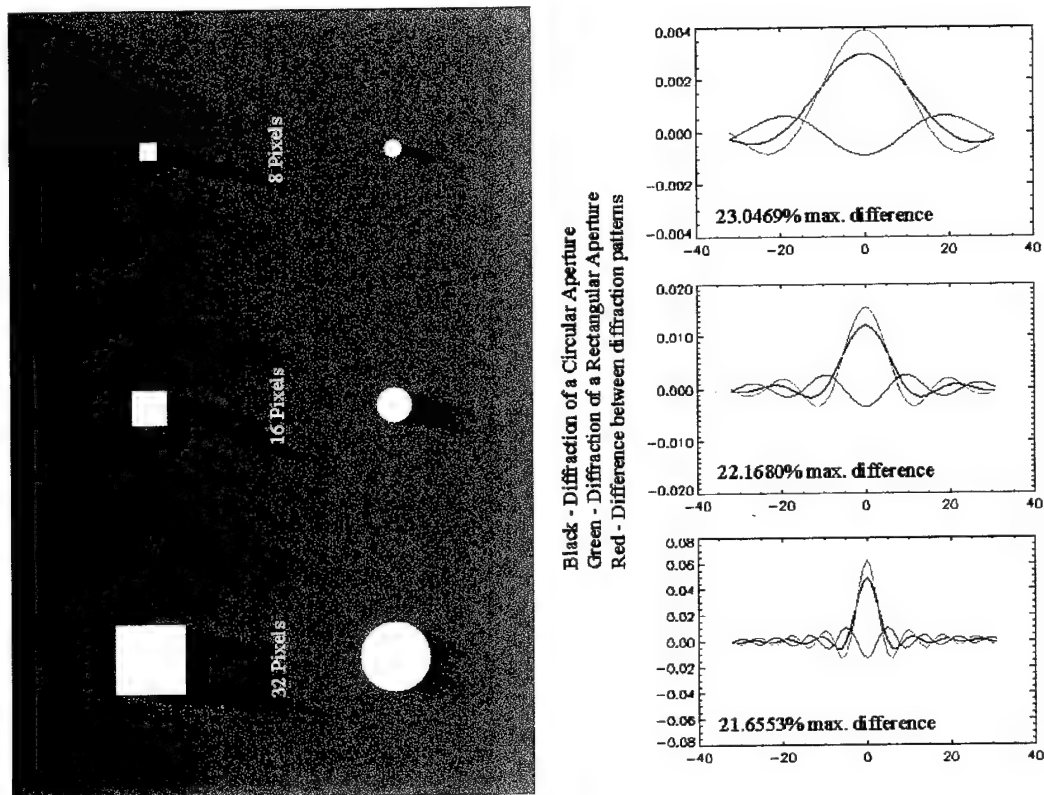 8 Pixels
16 Pixels
32 Pixels
Black - Diffraction of a Circular Aperture
Green - Diffraction of a Rectangular Aperture
Red - Difference between diffraction patterns
0.004
0.002
0.000
−0.002
−0.004
23.0469% max. difference
−40 −20 0 20 40
0.020
0.010
0.000
−0.010
−0.020
22.1680% max. difference
−40 −20 0 20 40
0.08
0.06
0.04
0.02
0.00
−0.02
−0.04
−0.06
−0.08
21.6553% max. difference
−40 −20 0 20 40